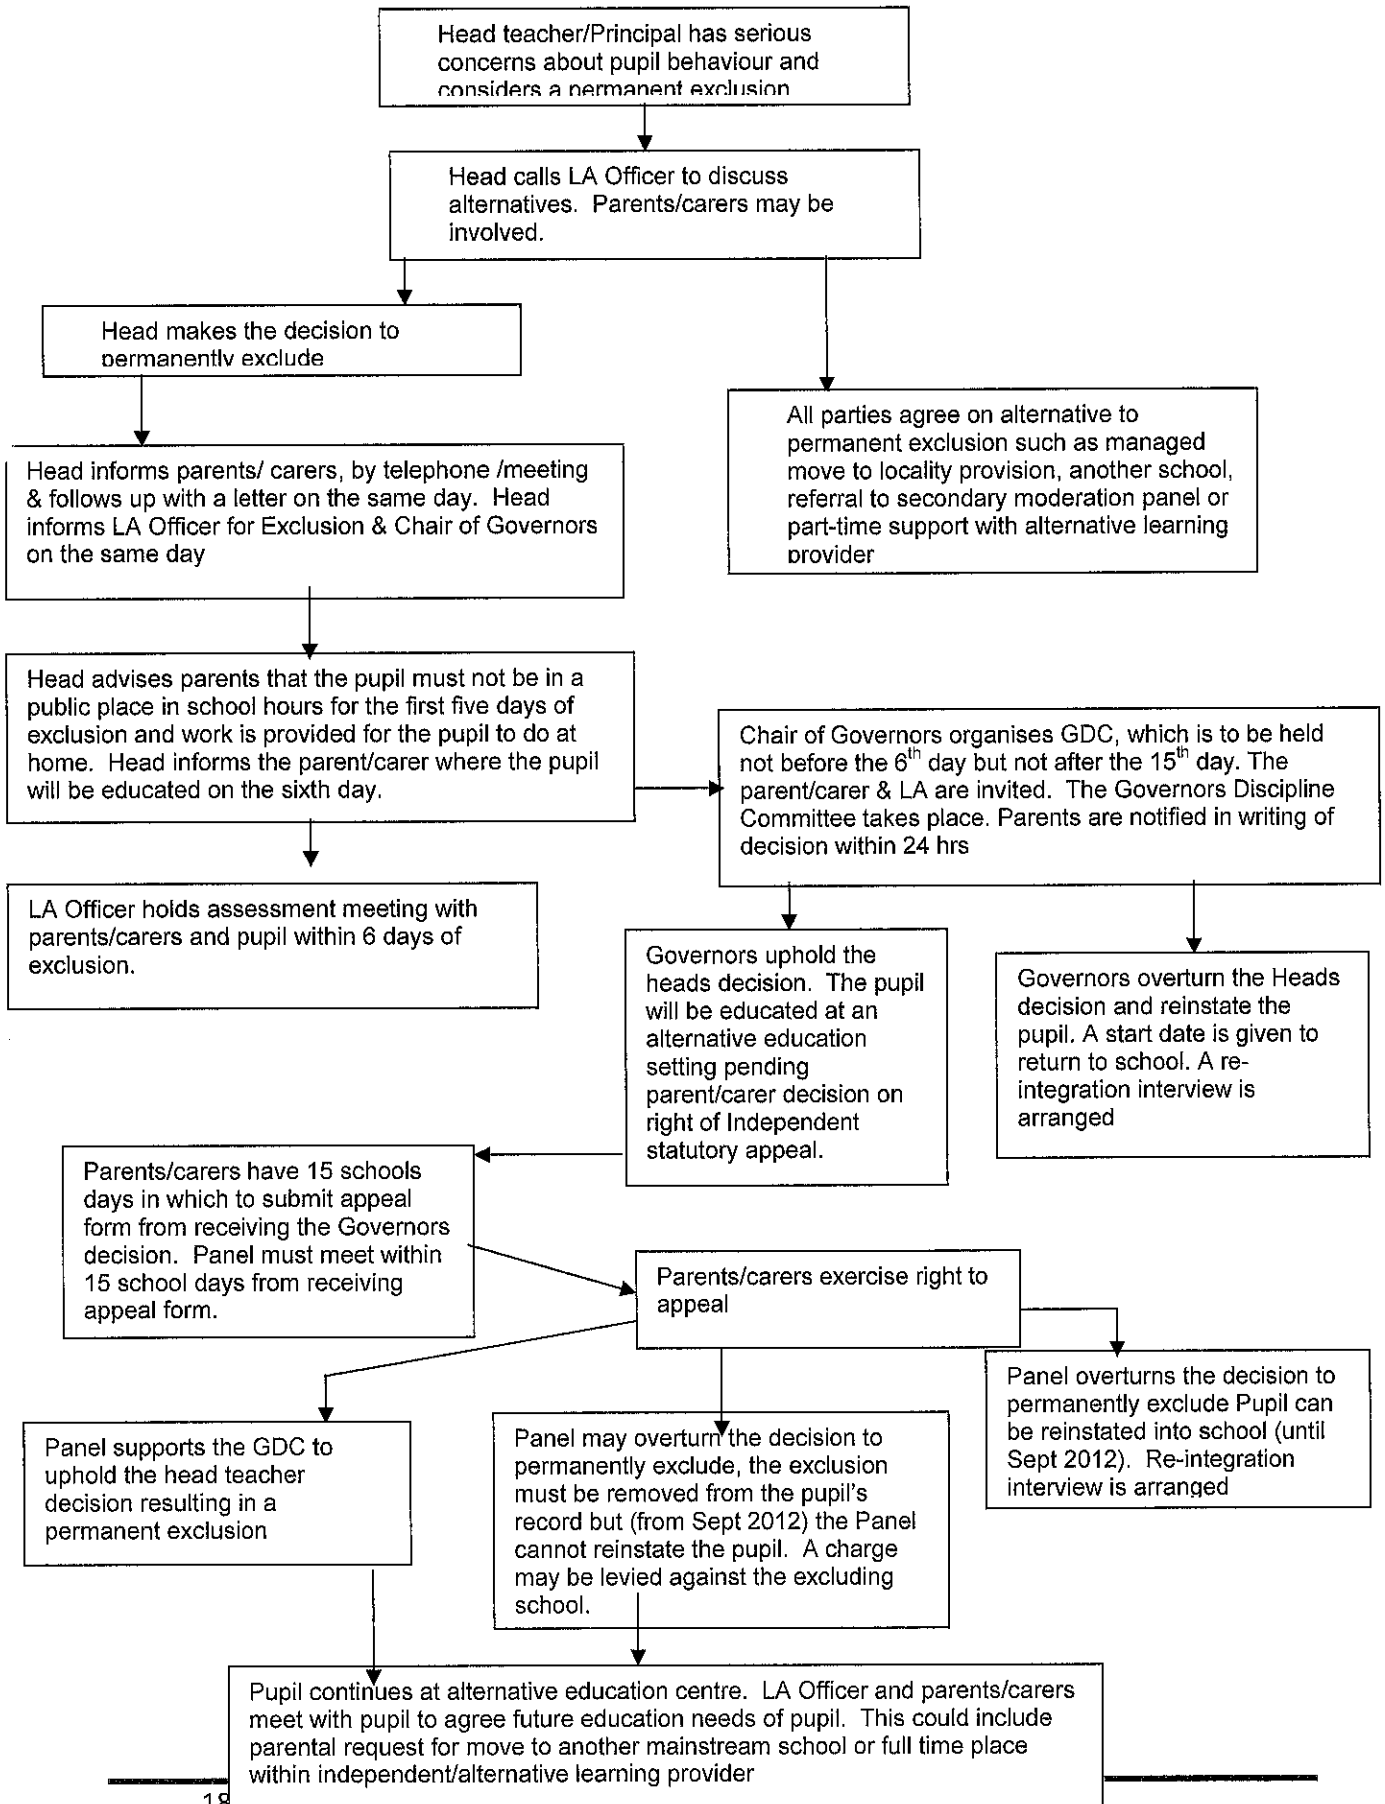 Head teacher/Principal has serious
concerns about pupil behaviour and
considers a permanent exclusion
Head calls LA Officer to discuss
alternatives. Parents/carers may be
involved.
Head makes the decision to
permanently exclude
All parties agree on alternative to
permanent exclusion such as managed
move to locality provision, another school,
referral to secondary moderation panel or
part-time support with alternative learning
provider
Head informs parents/ carers, by telephone /meeting
& follows up with a letter on the same day. Head
informs LA Officer for Exclusion & Chair of Governors
on the same day
Head advises parents that the pupil must not be in a
public place in school hours for the first five days of
exclusion and work is provided for the pupil to do at
home. Head informs the parent/carer where the pupil
will be educated on the sixth day.
Chair of Governors organises GDC, which is to be held
not before the 6th day but not after the 15th day. The
parent/carer & LA are invited. The Governors Discipline
Committee takes place. Parents are notified in writing of
decision within 24 hrs
LA Officer holds assessment meeting with
parents/carers and pupil within 6 days of
exclusion.
Governors uphold the
heads decision. The pupil
will be educated at an
alternative education
setting pending
parent/carer decision on
right of Independent
statutory appeal.
Governors overturn the Heads
decision and reinstate the
pupil. A start date is given to
return to school. A re-
integration interview is
arranged
Parents/carers have 15 schools
days in which to submit appeal
form from receiving the Governors
decision. Panel must meet within
15 school days from receiving
appeal form.
Parents/carers exercise right to
appeal
Panel overturns the decision to
permanently exclude Pupil can
be reinstated into school (until
Sept 2012). Re-integration
interview is arranged
Panel supports the GDC to
uphold the head teacher
decision resulting in a
permanent exclusion
Panel may overturn the decision to
permanently exclude, the exclusion
must be removed from the pupil's
record but (from Sept 2012) the Panel
cannot reinstate the pupil. A charge
may be levied against the excluding
school.
Pupil continues at alternative education centre. LA Officer and parents/carers
meet with pupil to agree future education needs of pupil. This could include
parental request for move to another mainstream school or full time place
within independent/alternative learning provider
18